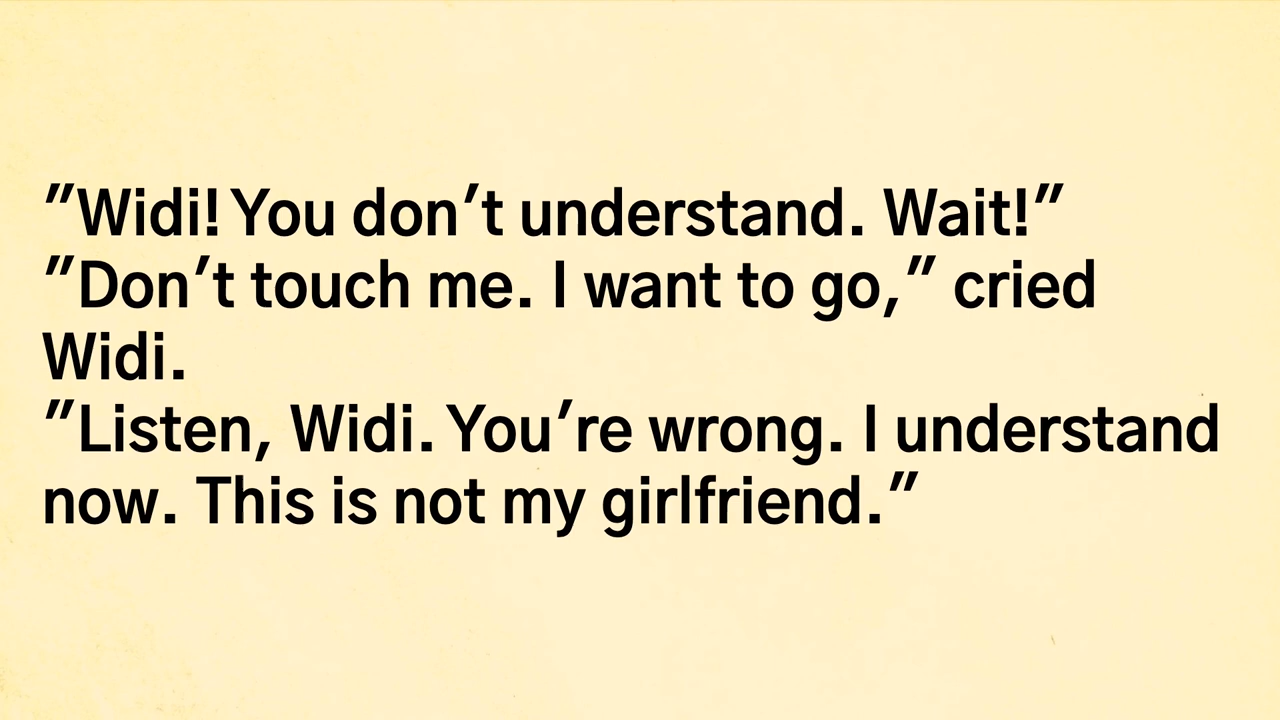 "Widi! You don't understand. Wait!"
"Don't touch me. I want to go," cried
Widi.
"Listen, Widi. You're wrong. I understand
now. This is not my girlfriend."